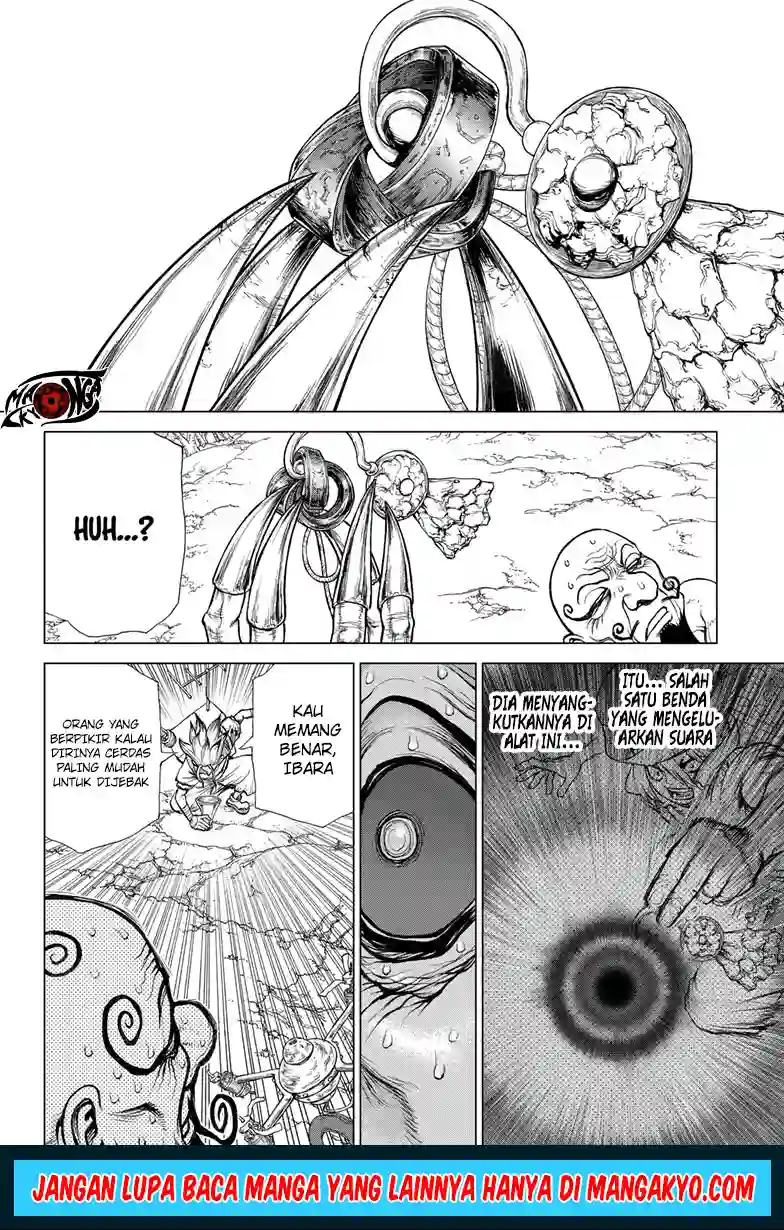 MANGA
KYO
HUH...?
ITU... SALAH
SATU BENDA
YANG MENGELU-
ARKAN SUARA
DIA MENYANG-
KUTKANNYA DI
ALAT INI...
KAU
MEMANG
BENAR,
IBARA
ORANG YANG
BERPIKIR KALAU
DIRINYA CERDAS
PALING MUDAH
UNTUK DIJEBAK
JANGAN LUPA BACA MANGA YANG LAINNYA HANYA DI MANGAKYO.COM